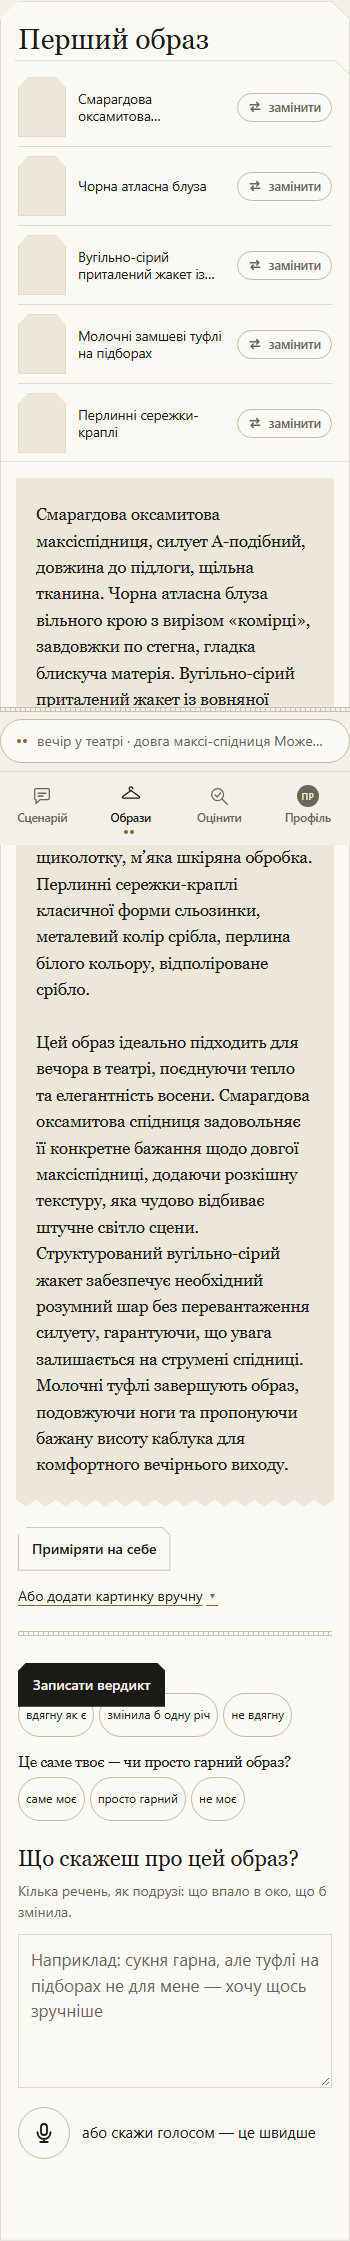 Перший образ
Смарагдова
оксамитова...
замінити
Чорна атласна блуза
замінити
Вугільно-сірий
приталений жакет із...
замінити
Молочні замшеві туфлі
на підборах
замінити
Перлинні сережки-
краплі
замінити
Смарагдова оксамитова
максіспідниця, силует А-подібний,
довжина до підлоги, щільна
тканина. Чорна атласна блуза
вільного крою з вирізом «комірці»,
завдовжки по стегна, гладка
блискуча матерія. Вугільно-сірий
приталений жакет із вовняної
вечір у театрі · довга максі-спідниця Може...
Сценарій
Образи
Оцінити
ПР
Профіль
щиколотку, м’яка шкіряна обробка.
Перлинні сережки-краплі
класичної форми сльозинки,
металевий колір срібла, перлина
білого кольору, відполіроване
срібло.
Цей образ ідеально підходить для
вечора в театрі, поєднуючи тепло
та елегантність восени. Смарагдова
оксамитова спідниця задовольняє
її конкретне бажання щодо довгої
максіспідниці, додаючи розкішну
текстуру, яка чудово відбиває
штучне світло сцени.
Структурований вугільно-сірий
жакет забезпечує необхідний
розумний шар без перевантаження
силуету, гарантуючи, що увага
залишається на струмені спідниці.
Молочні туфлі завершують образ,
подовжуючи ноги та пропонуючи
бажану висоту каблука для
комфортного вечірнього виходу.
Приміряти на себе
Або додати картинку вручну
Записати вердикт
вдягну як є
змінила б одну річ
не вдягну
Це саме твоє — чи просто гарний образ?
саме моє
просто гарний
не моє
Що скажеш про цей образ?
Кілька речень, як подрузі: що впало в око, що б
змінила.
Наприклад: сукня гарна, але туфлі на
підборах не для мене — хочу щось
зручніше
або скажи голосом — це швидше